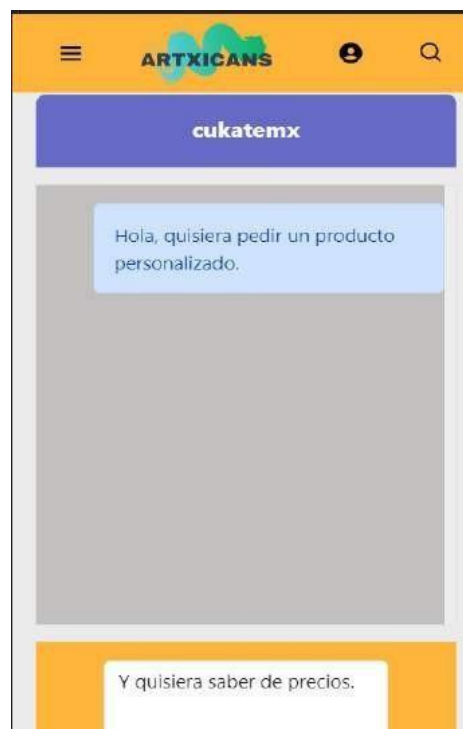 ARTXICANS
cukatemx
Hola, quisiera pedir un producto
personalizado.
Y quisiera saber de precios.